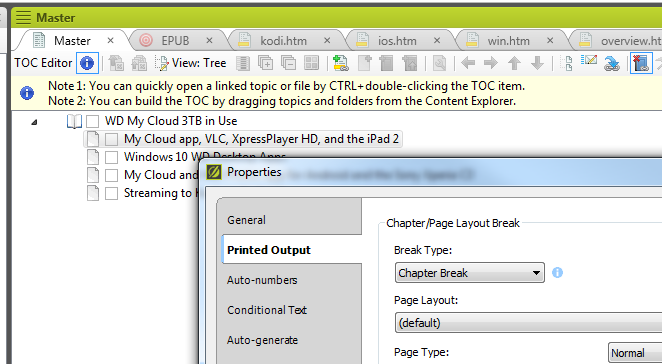 Master
Master
EPUB
kodi.htm
ios.htm
win.htm
overview.ht
TOC Editor
View: Tree
Note 1: You can quickly open a linked topic or file by CTRL+double-clicking the TOC item.
Note 2: You can build the TOC by dragging topics and folders from the Content Explorer.
WD My Cloud 3TB in Use
My Cloud app, VLC, XpressPlayer HD, and the iPad 2
Windows 10 WD Desktop Apps
My Cloud and
Streaming to
Properties
General
Printed Output
Auto-numbers
Conditional Text
Auto-generate
Chapter/Page Layout Break
Break Type:
Chapter Break
Page Layout:
(default)
Page Type:
Normal